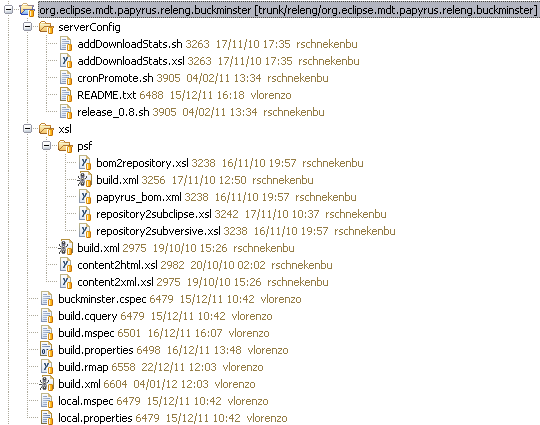 org.eclipse.mdt.papyrus.releng.buckminster [trunk/releng/org.eclipse.mdt.papyrus.releng.buckminster]
serverConfig
addDownloadStats.sh 3263 17/11/10 17:35 rschnekenbu
addDownloadStats.xsl 3263 17/11/10 17:35 rschnekenbu
cronPromote.sh 3905 04/02/11 13:34 rschnekenbu
README.txt 6488 15/12/11 16:18 vlorenzo
release_0.8.sh 3905 04/02/11 13:34 rschnekenbu
xsl
psf
bom2repository.xsl 3238 16/11/10 19:57 rschnekenbu
build.xml 3256 17/11/10 12:50 rschnekenbu
papyrus_bom.xml 3238 16/11/10 19:57 rschnekenbu
repository2subclipse.xsl 3242 17/11/10 10:37 rschnekenbu
repository2subversive.xsl 3238 16/11/10 19:57 rschnekenbu
build.xml 2975 19/10/10 15:26 rschnekenbu
content2html.xsl 2982 20/10/10 02:02 rschnekenbu
content2xml.xsl 2975 19/10/10 15:26 rschnekenbu
buckminster.cspec 6479 15/12/11 10:42 vlorenzo
build.cquery 6479 15/12/11 10:42 vlorenzo
build.mspec 6501 16/12/11 16:07 vlorenzo
build.properties 6498 16/12/11 13:48 vlorenzo
build.rmap 6558 22/12/11 12:03 vlorenzo
build.xml 6604 04/01/12 12:03 vlorenzo
local.mspec 6479 15/12/11 10:42 vlorenzo
local.properties 6479 15/12/11 10:42 vlorenzo